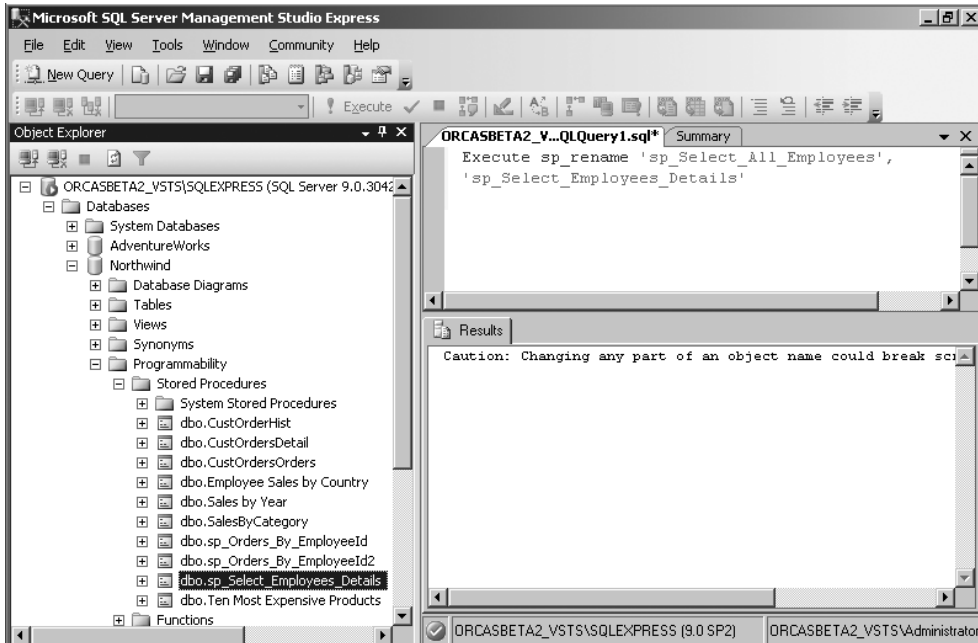 Microsoft SQL Server Management Studio Express
File Edit View Tools Window Community Help
New Query
Execute
Object Explorer
ORCASBETA2_VSTS\SQLEXPRESS (SQL Server 9.0.3042
Databases
System Databases
AdventureWorks
Northwind
Database Diagrams
Tables
Views
Synonyms
Programmability
Stored Procedures
System Stored Procedures
dbo.CustOrderHist
dbo.CustOrdersDetail
dbo.CustOrdersOrders
dbo.Employee Sales by Country
dbo.Sales by Year
dbo.SalesByCategory
dbo.sp_Orders_By_EmployeeId
dbo.sp_Orders_By_EmployeeId2
dbo.sp_Select_Employees_Details
dbo.Ten Most Expensive Products
Functions
ORCASBETA2_V...QLQuery1.sql* Summary
Execute sp_rename 'sp_Select_All_Employees',
'sp_Select_Employees_Details'
Results
Caution: Changing any part of an object name could break scr
ORCASBETA2_VSTS\SQLEXPRESS (9.0 SP2) ORCASBETA2_VSTS\Administrator